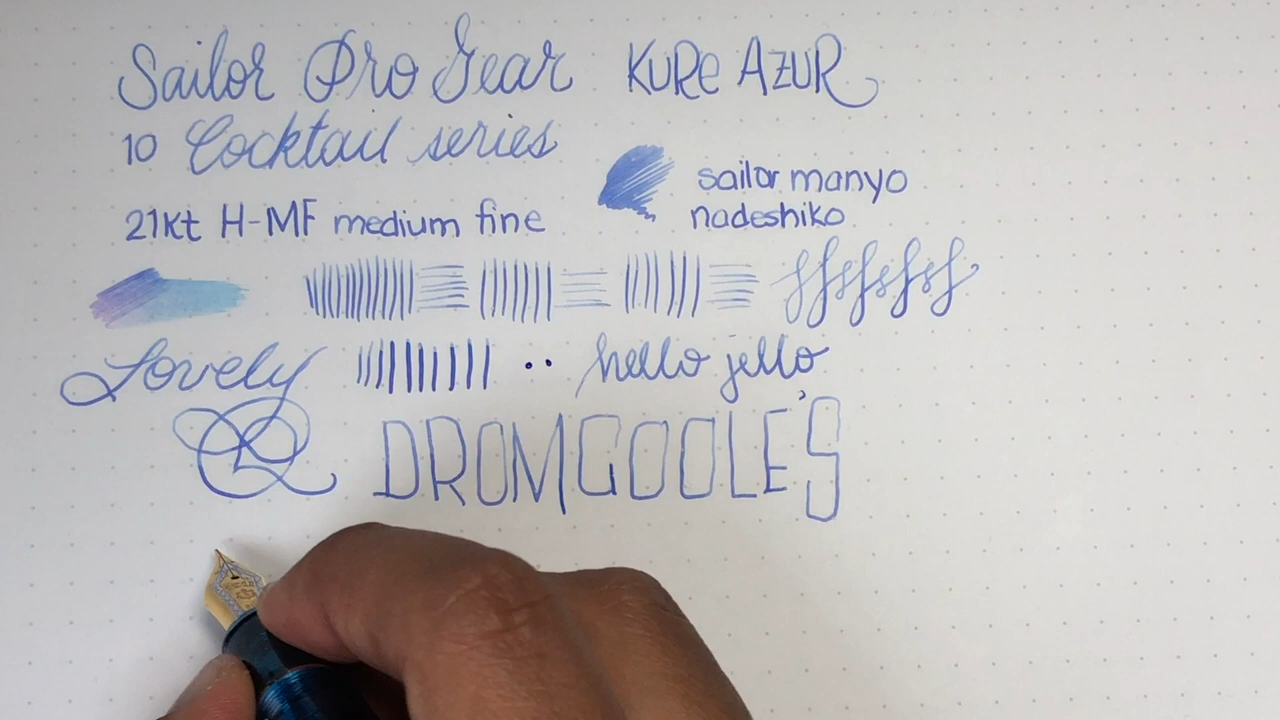 Sailor Pro Gear KURe AZUR
10 Cocktail series
sailor manyo
nadeshiko
21Kt H-MF medium fine
Lovely hello jello
DROMGOOLE'S